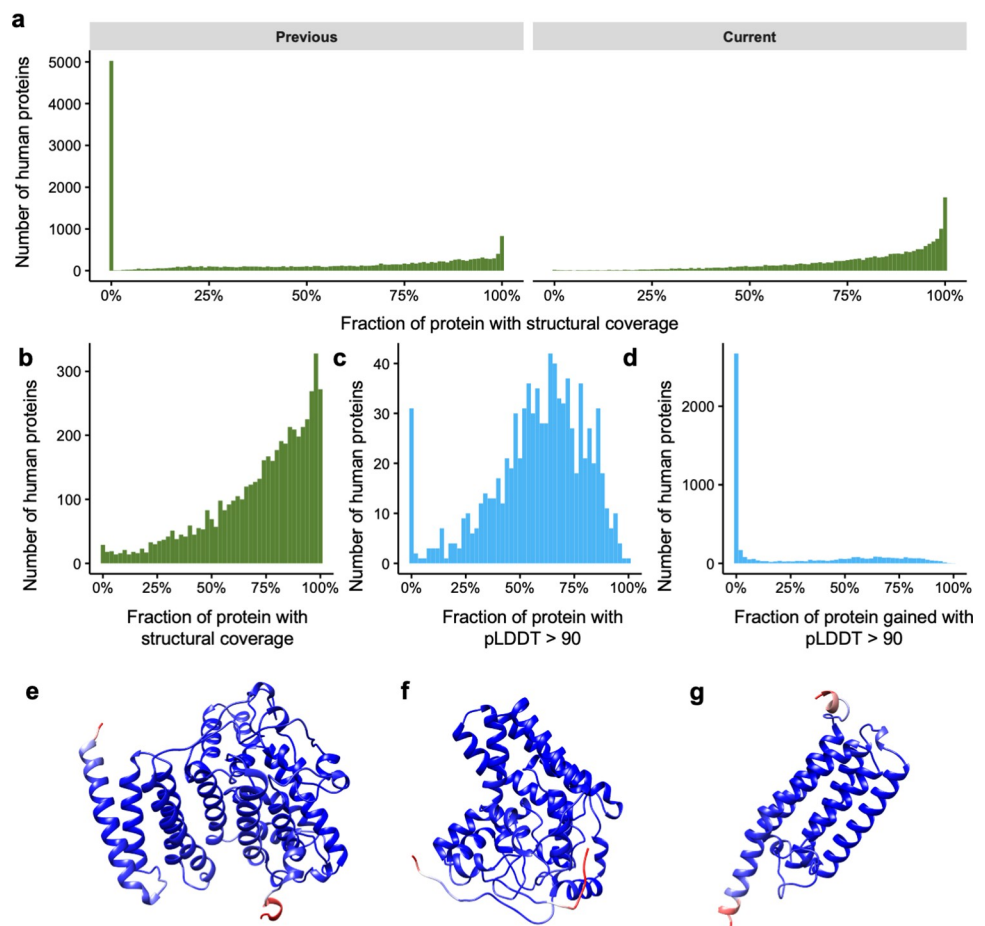 a
Previous
Current
Number of human proteins
5000
4000
3000
2000
1000
0
0%
25%
50%
75%
100%
0%
25%
50%
75%
100%
Fraction of protein with structural coverage
b
Number of human proteins
300
200
100
0
0%
25%
50%
75%
100%
Fraction of protein with
structural coverage
c
Number of human proteins
40
30
20
10
0
0%
25%
50%
75%
100%
Fraction of protein with
pLDDT > 90
d
Number of human proteins
2000
1000
0
0%
25%
50%
75%
100%
Fraction of protein gained with
pLDDT > 90
e
f
g